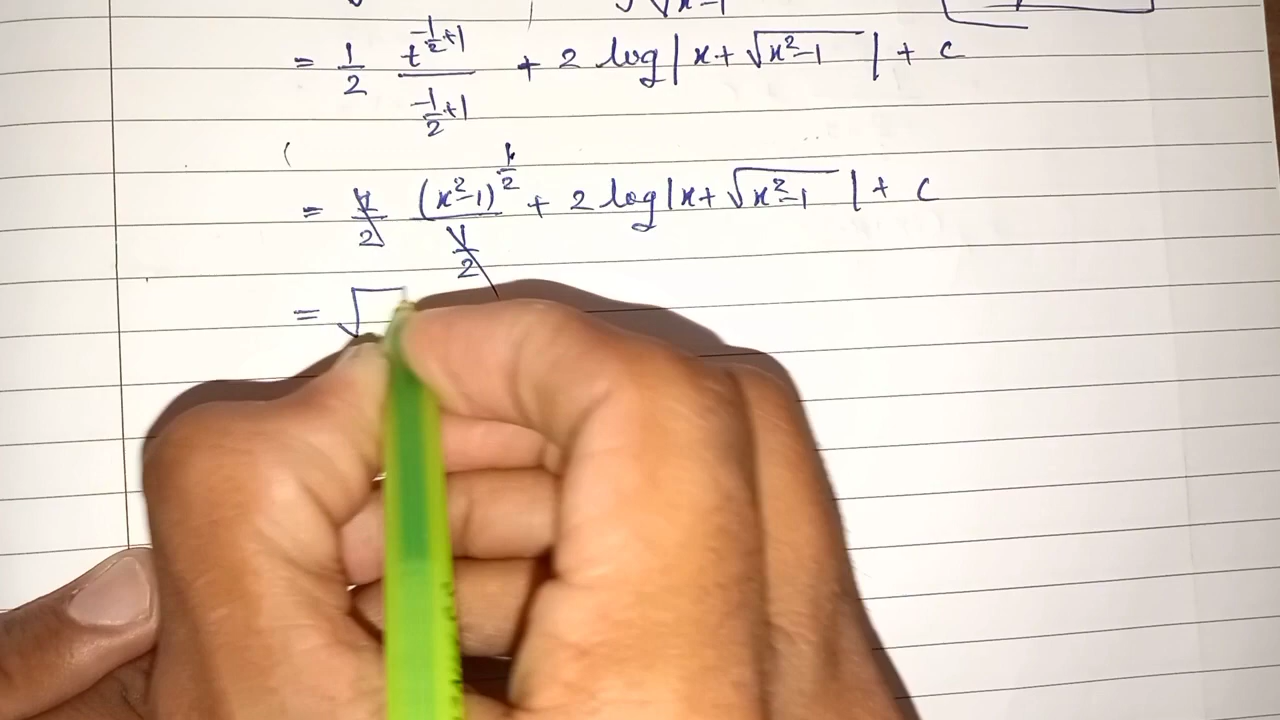 = 1/2 t^(-1/2+1)/(-1/2+1) + 2 log|x+√(x²-1)| + c
= 1/2 (x²-1)^(1/2)/(1/2) + 2 log|x+√(x²-1)| + c
= √